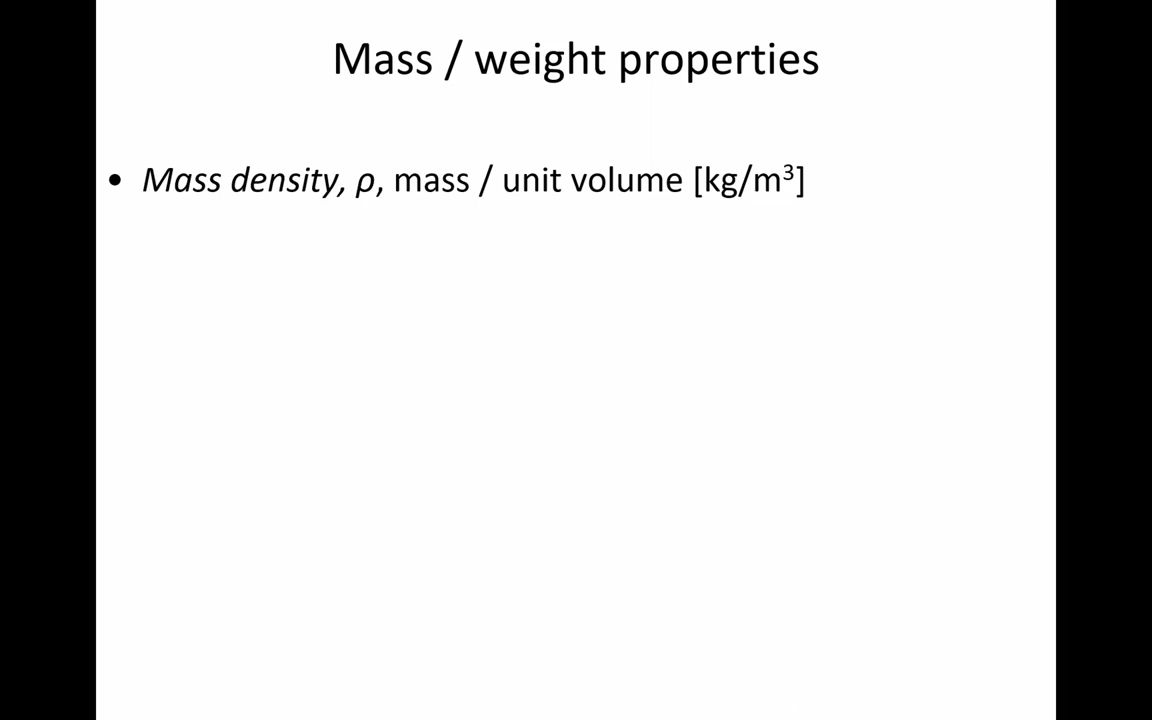 Mass / weight properties
• Mass density, ρ, mass / unit volume [kg/m³]